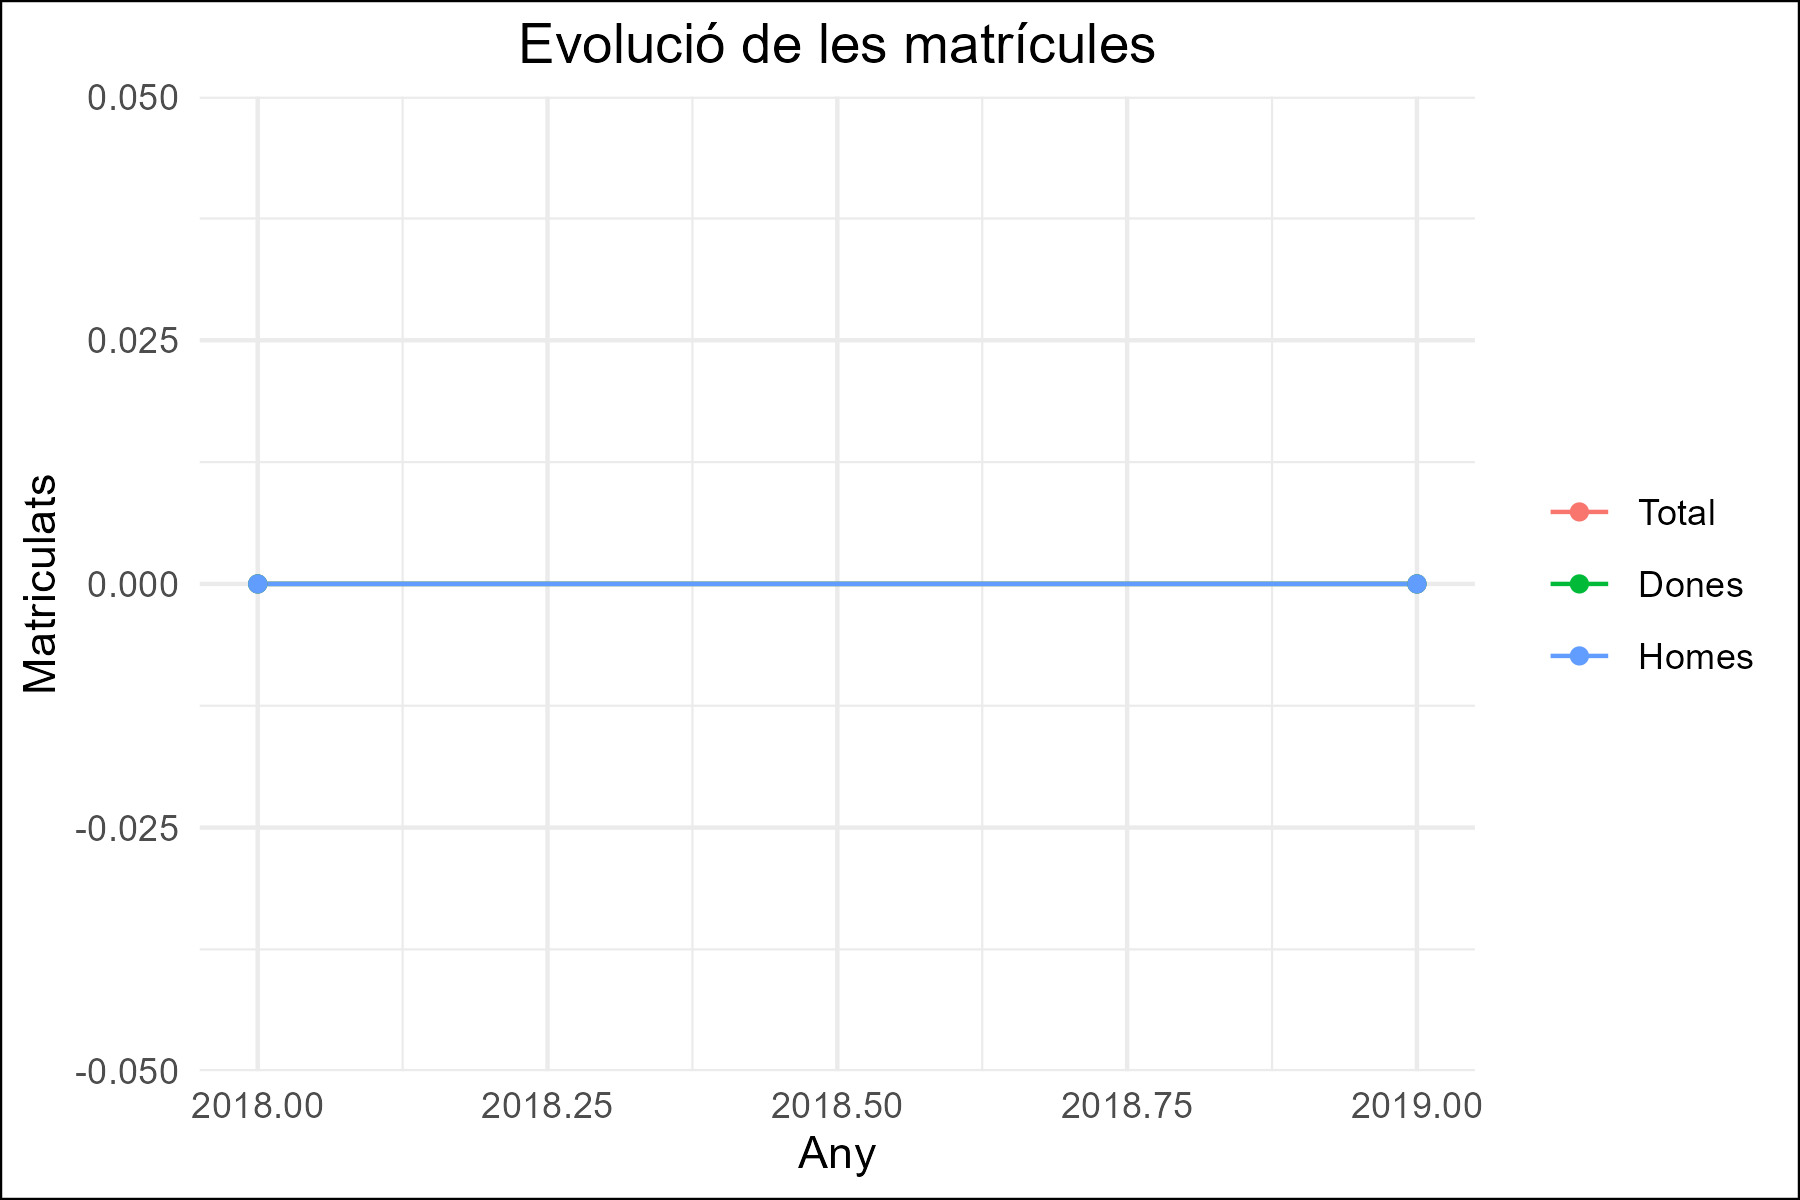 Evolució de les matrícules
0.050
0.025
0.000
-0.025
-0.050
Matriculats
2018.00 2018.25 2018.50 2018.75 2019.00
Any
Total
Dones
Homes